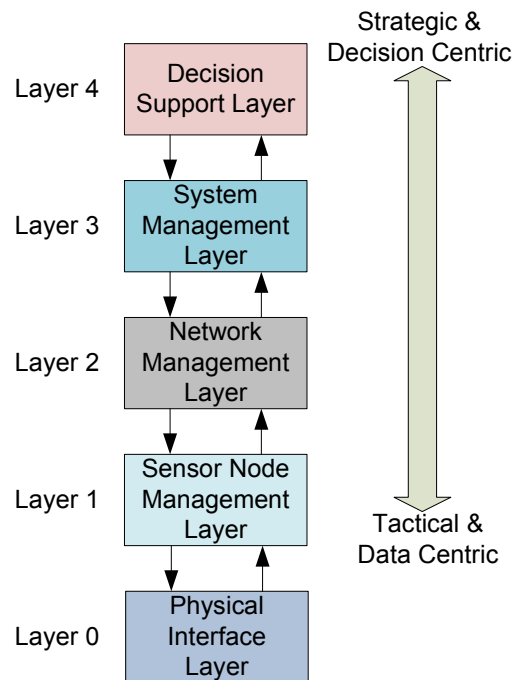 Strategic &
Decision Centric
Layer 4
Decision
Support Layer
Layer 3
System
Management
Layer
Layer 2
Network
Management
Layer
Layer 1
Sensor Node
Management
Layer
Tactical &
Data Centric
Layer 0
Physical
Interface
Layer